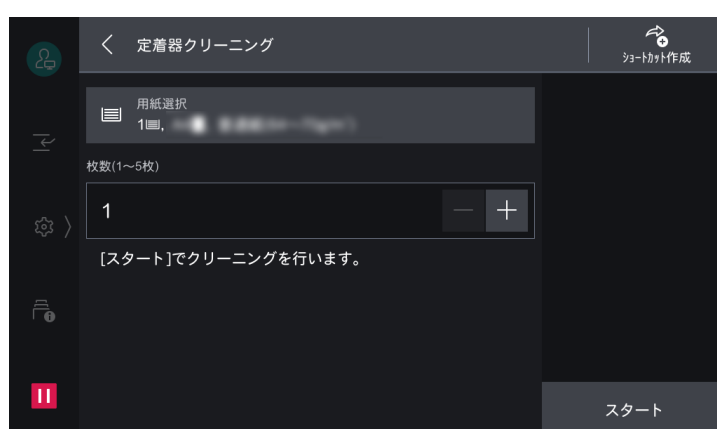 定着器クリーニング
ショートカット作成
用紙選択
1
枚数(1～5枚)
1
[スタート]でクリーニングを行います。
スタート